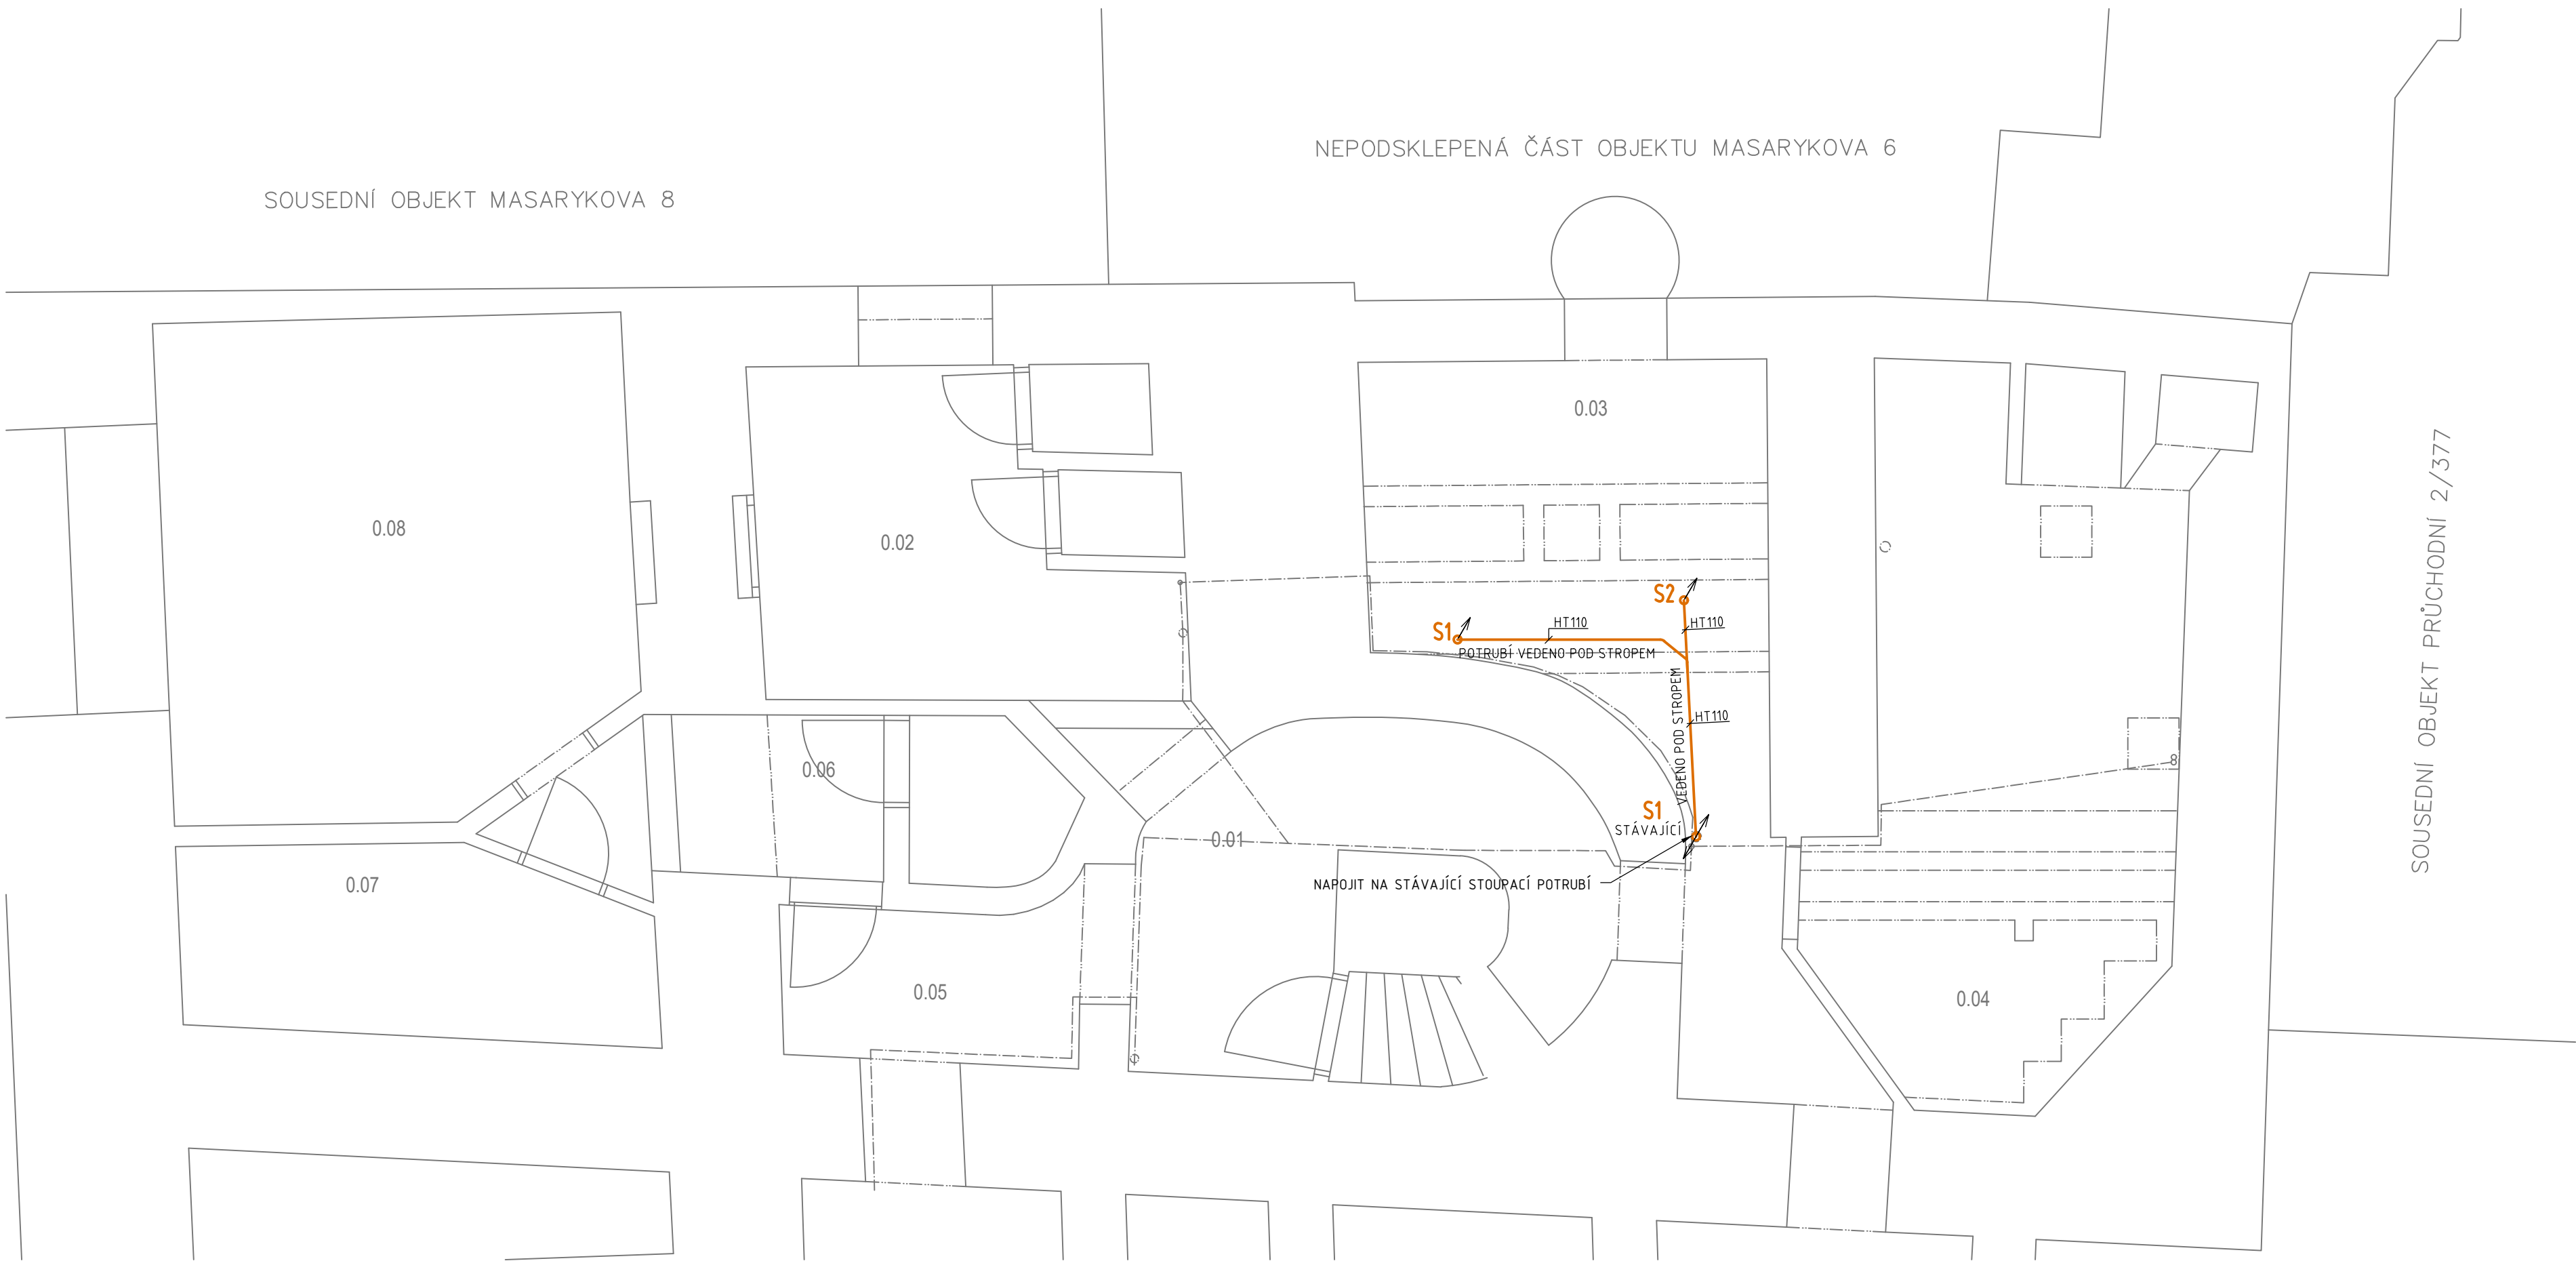 NEPODSKLEPENÁ ČÁST OBJEKTU MASARYKOVA 6
SOUSEDNÍ OBJEKT MASARYKOVA 8
0.03
SOUSEDNÍ OBJEKT PRŮCHODNÍ 2/377
0.08
0.02
S2
HT110
S1
HT110
POTRUBÍ VEDENO POD STROPEM
VEDENO POD STROPEM
HT110
0.06
S1
STÁVAJÍCÍ
0.01
NAPOJIT NA STÁVAJÍCÍ STOUPACÍ POTRUBÍ
0.07
0.05
0.04